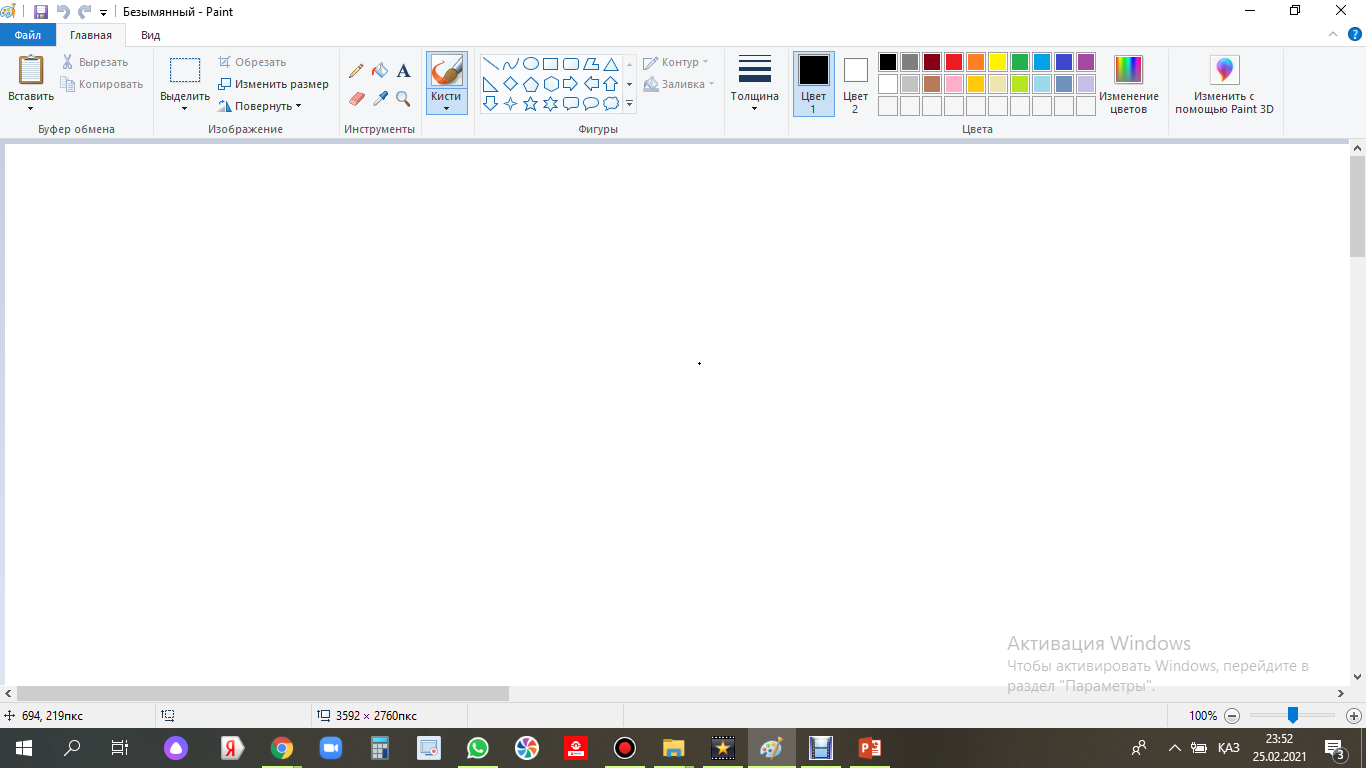 Безымянный - Paint
Файл Главная Вид
Вставить
Вырезать
Копировать
Буфер обмена
Выделить
Обрезать
Изменить размер
Повернуть
Изображение
A
Инструменты
Кисти
Контур
Заливка
Фигуры
Толщина
Цвет
1
Цвет
2
Изменение
цветов
Цвета
Изменить с
помощью Paint 3D
Активация Windows
Чтобы активировать Windows, перейдите в
раздел "Параметры".
694, 219пкс
3592 × 2760пкс
100%
Я
P
ҚАЗ
23:52
25.02.2021
3